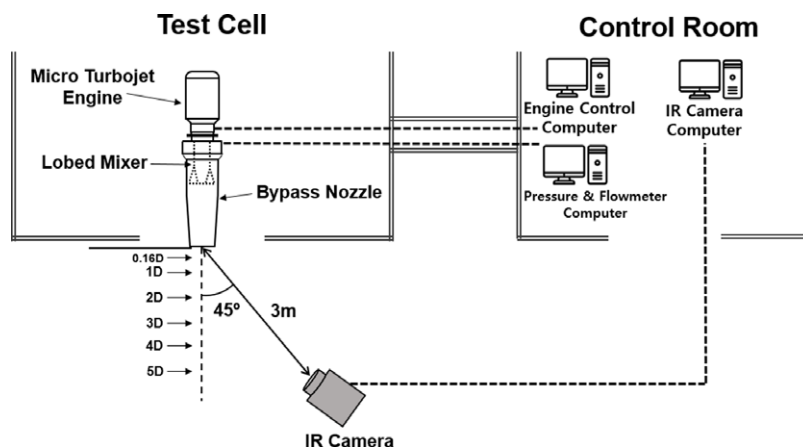 Test Cell
Control Room
Micro Turbojet
Engine
Lobed Mixer
Bypass Nozzle
Engine Control
Computer
IR Camera
Computer
Pressure & Flowmeter
Computer
0.16D
1D
2D
3D
4D
5D
45º
3m
IR Camera